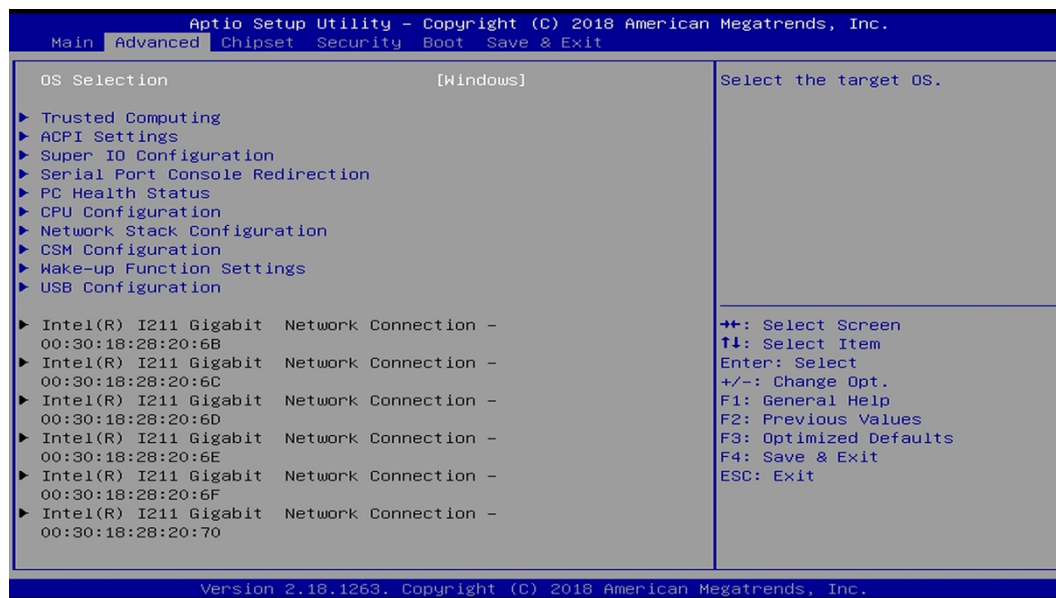 Aptio Setup Utility – Copyright (C) 2018 American Megatrends, Inc.
Main Advanced Chipset Security Boot Save & Exit
OS Selection [Windows]
► Trusted Computing
► ACPI Settings
► Super IO Configuration
► Serial Port Console Redirection
► PC Health Status
► CPU Configuration
► Network Stack Configuration
► CSM Configuration
► Wake-up Function Settings
► USB Configuration
► Intel(R) I211 Gigabit Network Connection –
00:30:18:28:20:6B
► Intel(R) I211 Gigabit Network Connection –
00:30:18:28:20:6C
► Intel(R) I211 Gigabit Network Connection –
00:30:18:28:20:6D
► Intel(R) I211 Gigabit Network Connection –
00:30:18:28:20:6E
► Intel(R) I211 Gigabit Network Connection –
00:30:18:28:20:6F
► Intel(R) I211 Gigabit Network Connection –
00:30:18:28:20:70
Select the target OS.
→←: Select Screen
↑↓: Select Item
Enter: Select
+/-: Change Opt.
F1: General Help
F2: Previous Values
F3: Optimized Defaults
F4: Save & Exit
ESC: Exit
Version 2.18.1263. Copyright (C) 2018 American Megatrends, Inc.